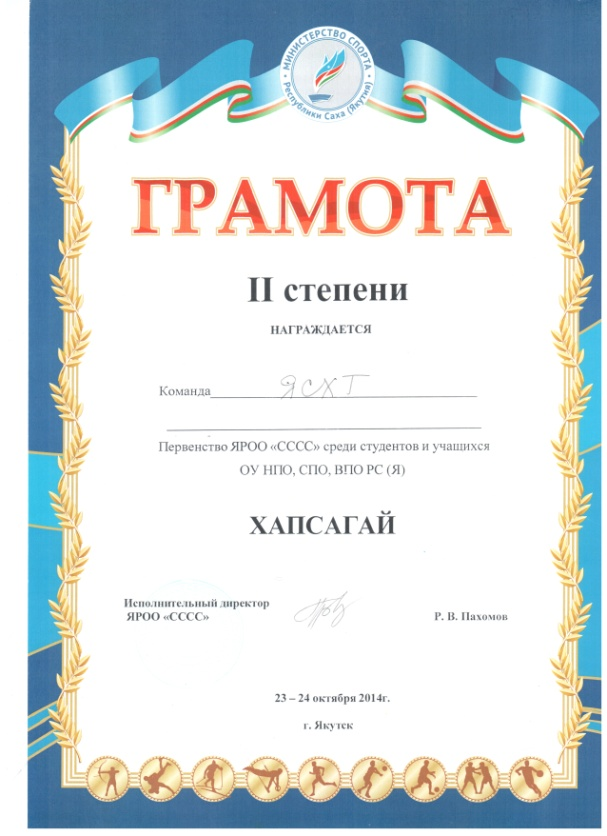 • МИНИСТЕРСТВО СПОРТА •
Республики Саха (Якутия)
ГРАМОТА
II степени
НАГРАЖДАЕТСЯ
Команда ЯСХТ
Первенство ЯРОО «СССС» среди студентов и учащихся
ОУ НПО, СПО, ВПО РС (Я)
ХАПСАГАЙ
Исполнительный директор
ЯРОО «СССС» Р. В. Пахомов
23 – 24 октября 2014г.
г. Якутск